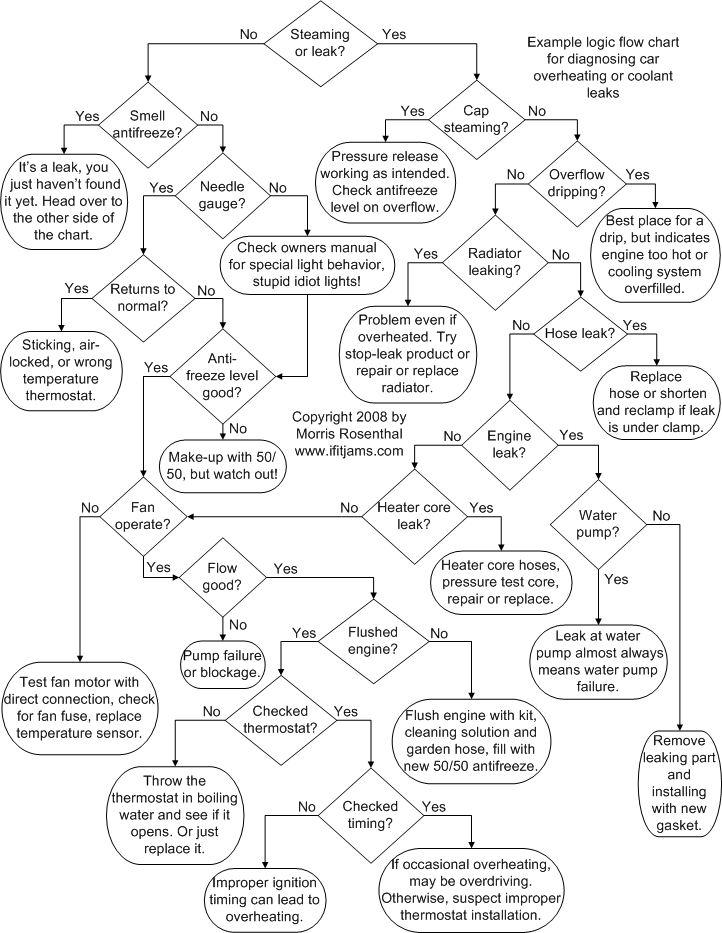 Steaming
or leak?
No
Yes
Example logic flow chart
for diagnosing car
overheating or coolant
leaks
Smell
antifreeze?
Yes
No
Cap
steaming?
Yes
No
It's a leak, you
just haven't found
it yet. Head over to
the other side of
the chart.
Needle
gauge?
Yes
No
Pressure release
working as intended.
Check antifreeze
level on overflow.
Overflow
dripping?
No
Yes
Check owners manual
for special light behavior,
stupid idiot lights!
Radiator
leaking?
Yes
No
Best place for a
drip, but indicates
engine too hot or
cooling system
overfilled.
Returns to
normal?
Yes
No
Problem even if
overheated. Try
stop-leak product or
repair or replace
radiator.
Hose leak?
No
Yes
Sticking, air-
locked, or wrong
temperature
thermostat.
Anti-
freeze level
good?
Yes
No
Replace
hose or shorten
and reclamp if leak
is under clamp.
Copyright 2008 by
Morris Rosenthal
www.ifitjams.com
Make-up with 50/
50, but watch out!
Engine
leak?
No
Yes
Fan
operate?
No
Yes
Heater core
leak?
No
Yes
Water
pump?
No
Yes
Flow
good?
Yes
No
Heater core hoses,
pressure test core,
repair or replace.
Pump failure
or blockage.
Flushed
engine?
Yes
No
Leak at water
pump almost always
means water pump
failure.
Test fan motor with
direct connection, check
for fan fuse, replace
temperature sensor.
Checked
thermostat?
No
Yes
Flush engine with kit,
cleaning solution and
garden hose, fill with
new 50/50 antifreeze.
Remove
leaking part
and
installing
with new
gasket.
Throw the
thermostat in boiling
water and see if it
opens. Or just
replace it.
Checked
timing?
No
Yes
Improper ignition
timing can lead to
overheating.
If occasional overheating,
may be overdriving.
Otherwise, suspect improper
thermostat installation.